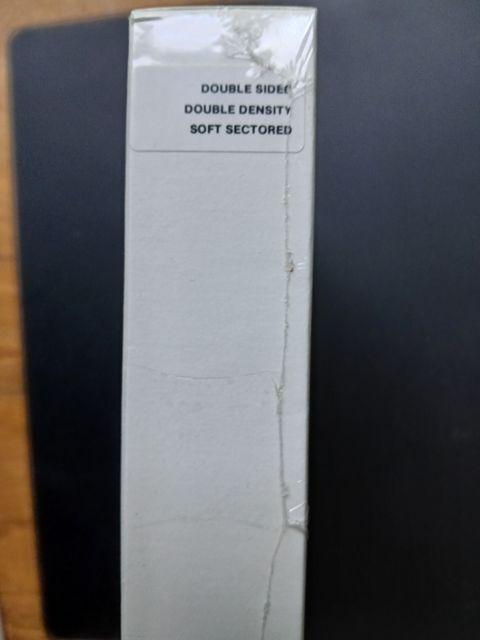 DOUBLE SIDED
DOUBLE DENSITY
SOFT SECTORED